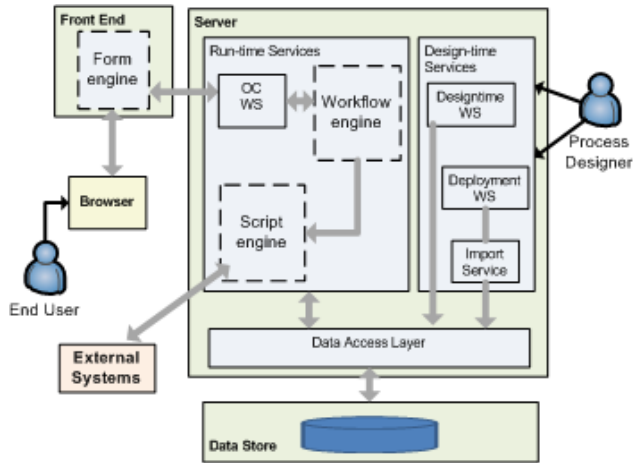 Front End
Form
engine
Browser
End User
External
Systems
Server
Run-time Services
OC
WS
Workflow
engine
Script
engine
Design-time
Services
Designtime
WS
Deployment
WS
Import
Service
Process
Designer
Data Access Layer
Data Store